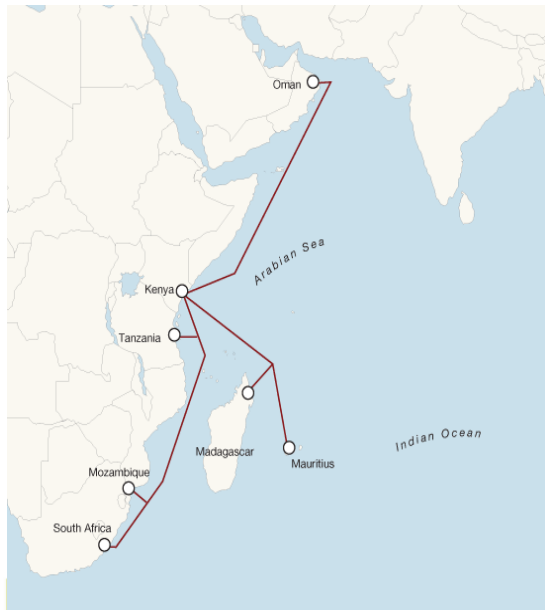 Oman
Arabian Sea
Kenya
Tanzania
Madagascar
Indian Ocean
Mauritius
Mozambique
South Africa